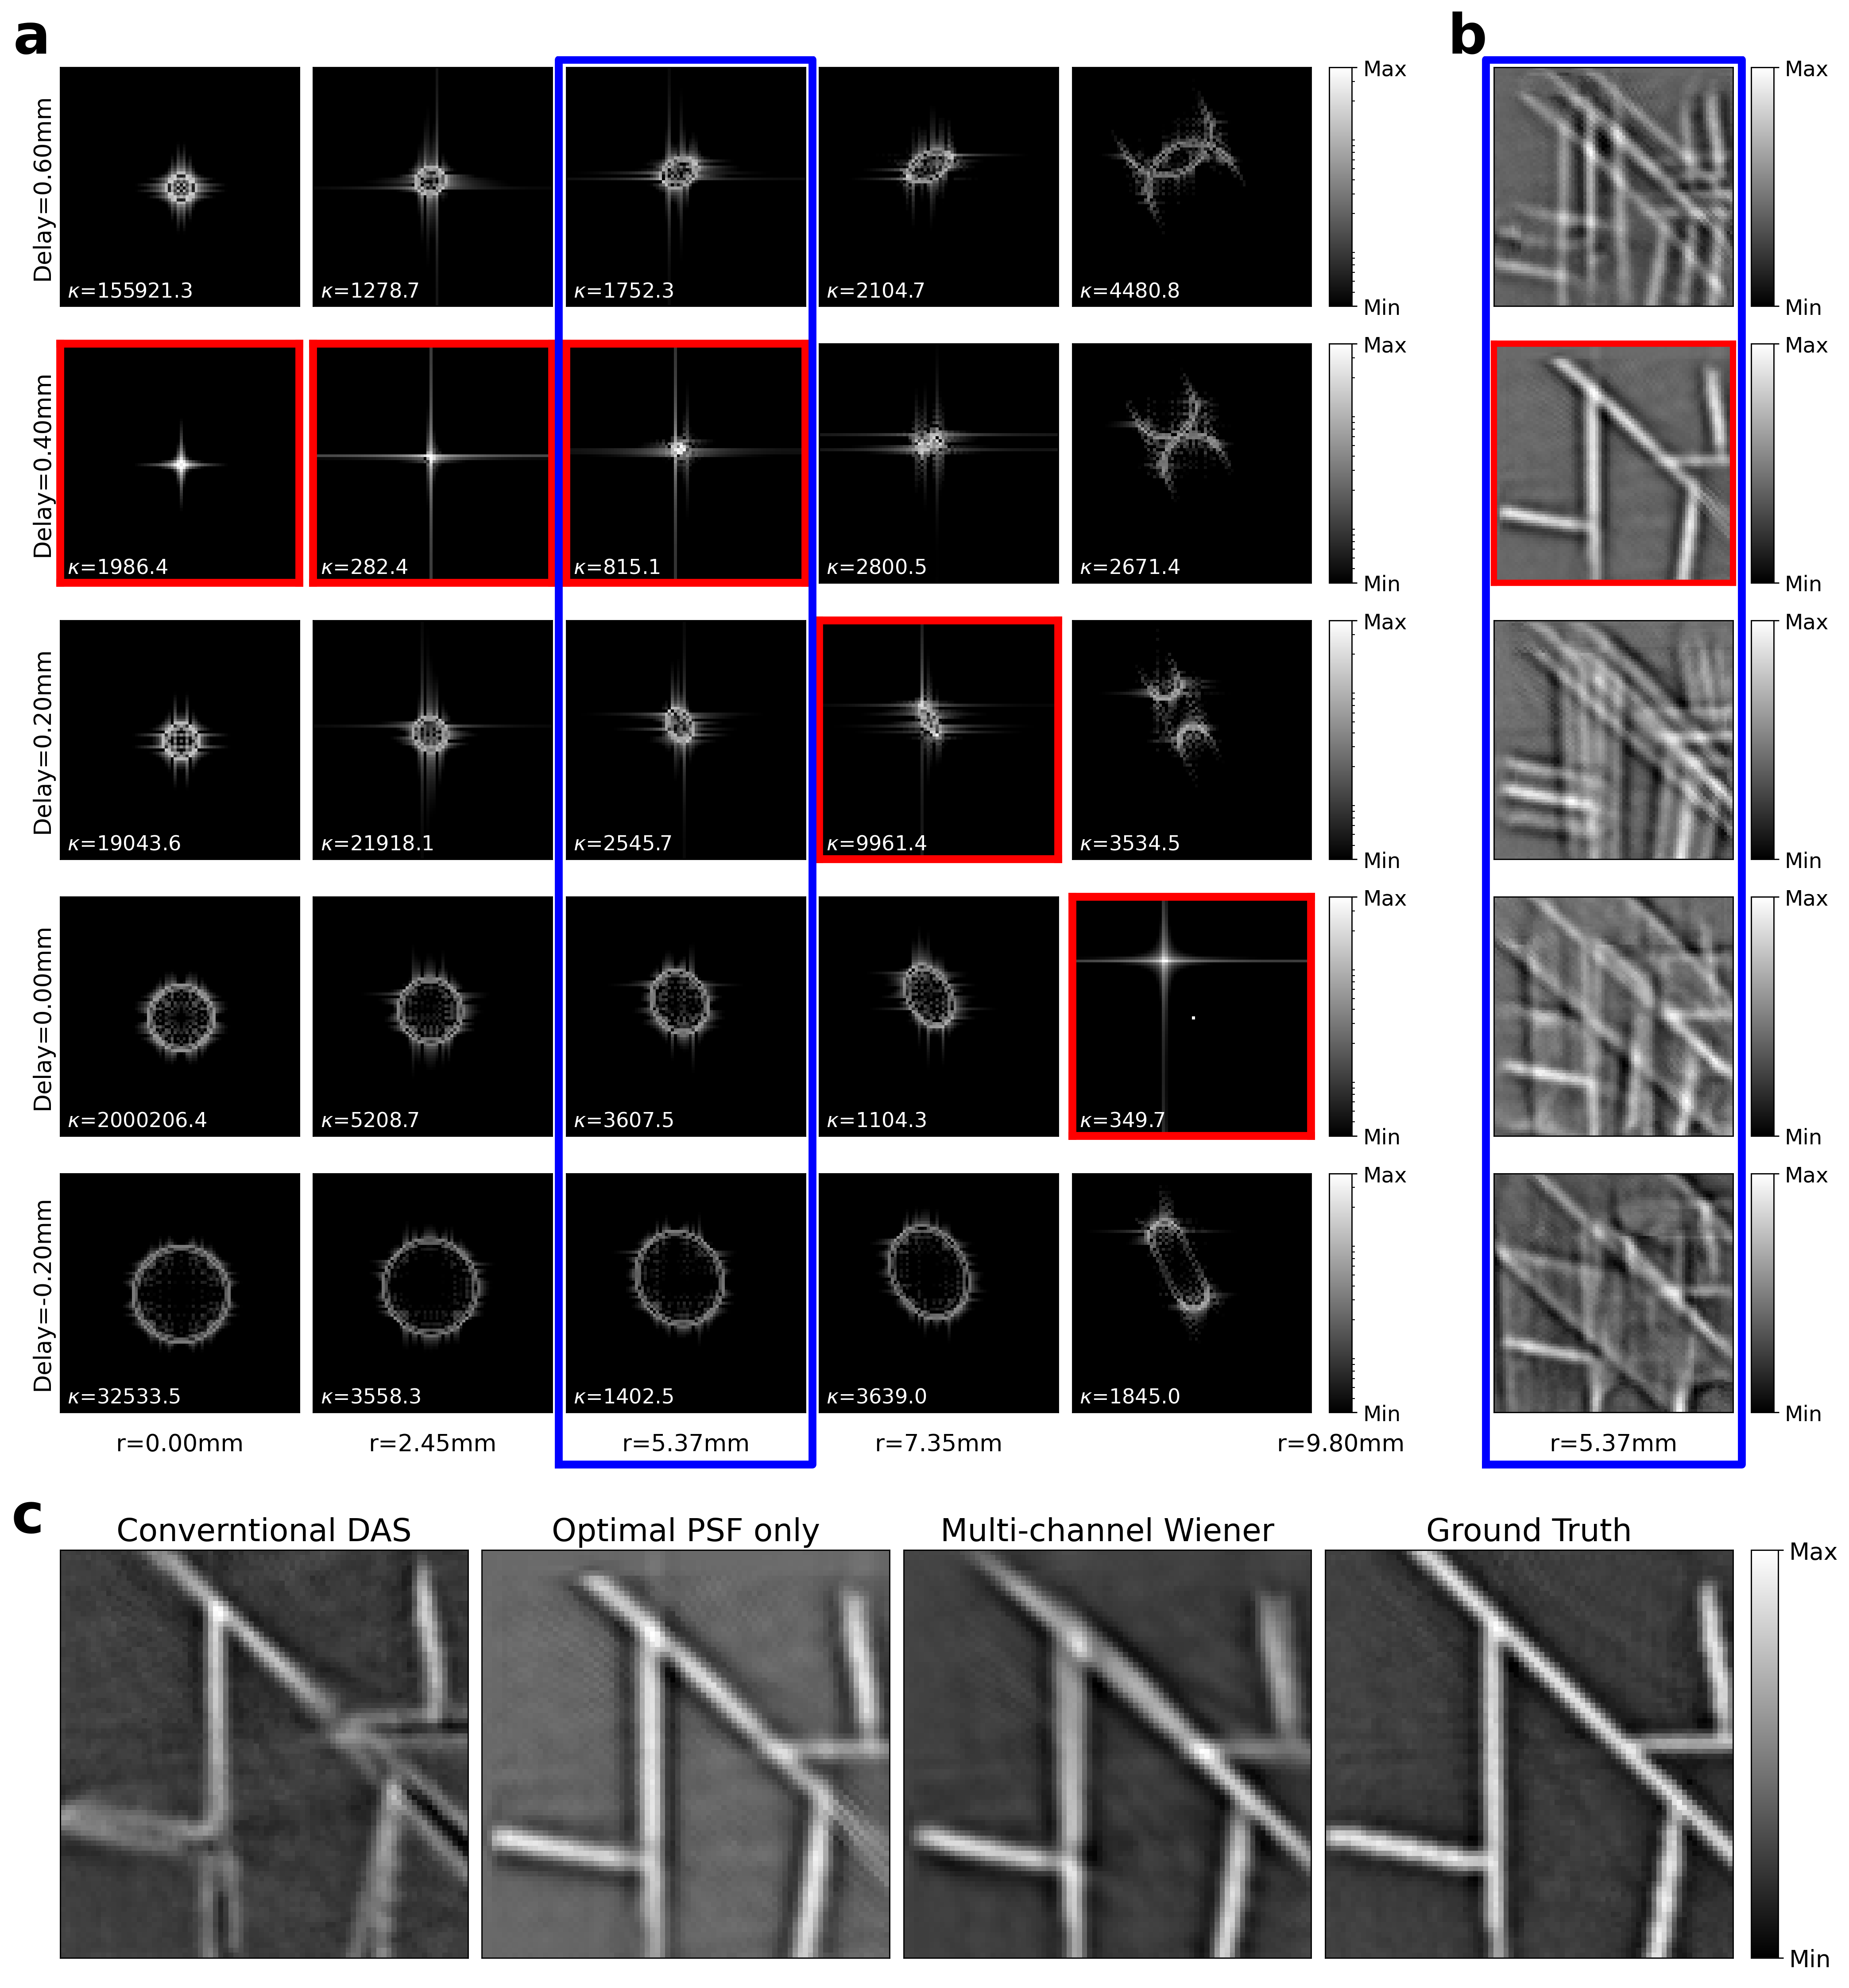 a
b
Delay=0.60mm
κ=155921.3
κ=1278.7
κ=1752.3
κ=2104.7
κ=4480.8
Max
Min
Max
Min
Delay=0.40mm
κ=1986.4
κ=282.4
κ=815.1
κ=2800.5
κ=2671.4
Max
Min
Max
Min
Delay=0.20mm
κ=19043.6
κ=21918.1
κ=2545.7
κ=9961.4
κ=3534.5
Max
Min
Max
Min
Delay=0.00mm
κ=2000206.4
κ=5208.7
κ=3607.5
κ=1104.3
κ=349.7
Max
Min
Max
Min
Delay=-0.20mm
κ=32533.5
κ=3558.3
κ=1402.5
κ=3639.0
κ=1845.0
Max
Min
Max
Min
r=0.00mm
r=2.45mm
r=5.37mm
r=7.35mm
r=9.80mm
r=5.37mm
c
Converntional DAS
Optimal PSF only
Multi-channel Wiener
Ground Truth
Max
Min